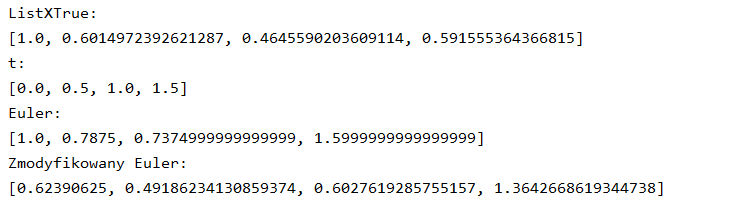 ListXTrue:
[1.0, 0.6014972392621287, 0.4645590203609114, 0.591555364366815]
t:
[0.0, 0.5, 1.0, 1.5]
Euler:
[1.0, 0.7875, 0.7374999999999999, 1.5999999999999999]
Zmodyfikowany Euler:
[0.62390625, 0.49186234130859374, 0.6027619285755157, 1.3642668619344738]